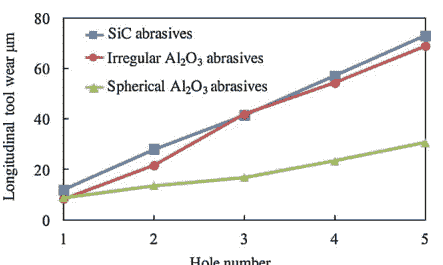 Longitudinal tool wear μm
80
60
40
20
0
SiC abrasives
Irregular Al₂O₃ abrasives
Spherical Al₂O₃ abrasives
1 2 3 4 5
Hole number